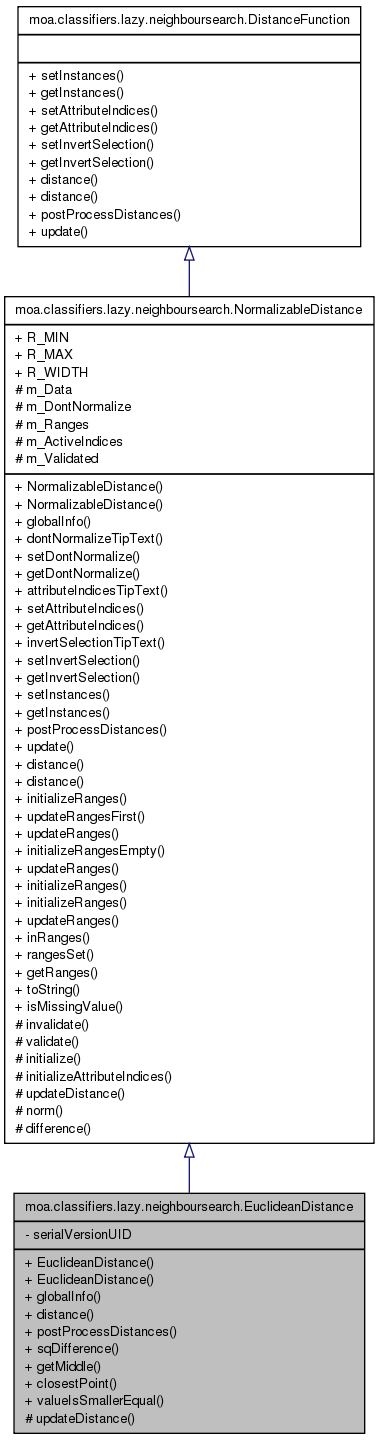 moa.classifiers.lazy.neighboursearch.DistanceFunction
+ setInstances()
+ getInstances()
+ setAttributeIndices()
+ getAttributeIndices()
+ setInvertSelection()
+ getInvertSelection()
+ distance()
+ distance()
+ postProcessDistances()
+ update()
moa.classifiers.lazy.neighboursearch.NormalizableDistance
+ R_MIN
+ R_MAX
+ R_WIDTH
# m_Data
# m_DontNormalize
# m_Ranges
# m_ActiveIndices
# m_Validated
+ NormalizableDistance()
+ NormalizableDistance()
+ globalInfo()
+ dontNormalizeTipText()
+ setDontNormalize()
+ getDontNormalize()
+ attributeIndicesTipText()
+ setAttributeIndices()
+ getAttributeIndices()
+ invertSelectionTipText()
+ setInvertSelection()
+ getInvertSelection()
+ setInstances()
+ getInstances()
+ postProcessDistances()
+ update()
+ distance()
+ distance()
+ initializeRanges()
+ updateRangesFirst()
+ updateRanges()
+ initializeRangesEmpty()
+ updateRanges()
+ initializeRanges()
+ initializeRanges()
+ updateRanges()
+ inRanges()
+ rangesSet()
+ getRanges()
+ toString()
+ isMissingValue()
# invalidate()
# validate()
# initialize()
# initializeAttributeIndices()
# updateDistance()
# norm()
# difference()
moa.classifiers.lazy.neighboursearch.EuclideanDistance
- serialVersionUID
+ EuclideanDistance()
+ EuclideanDistance()
+ globalInfo()
+ distance()
+ postProcessDistances()
+ sqDifference()
+ getMiddle()
+ closestPoint()
+ valueIsSmallerEqual()
# updateDistance()